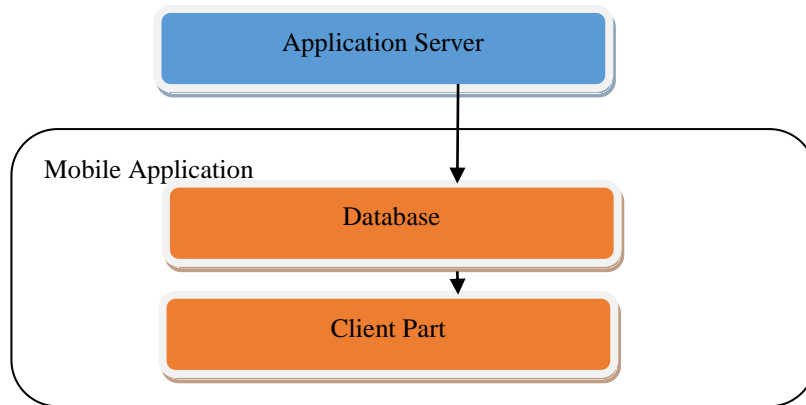 Application Server
Mobile Application
Database
Client Part